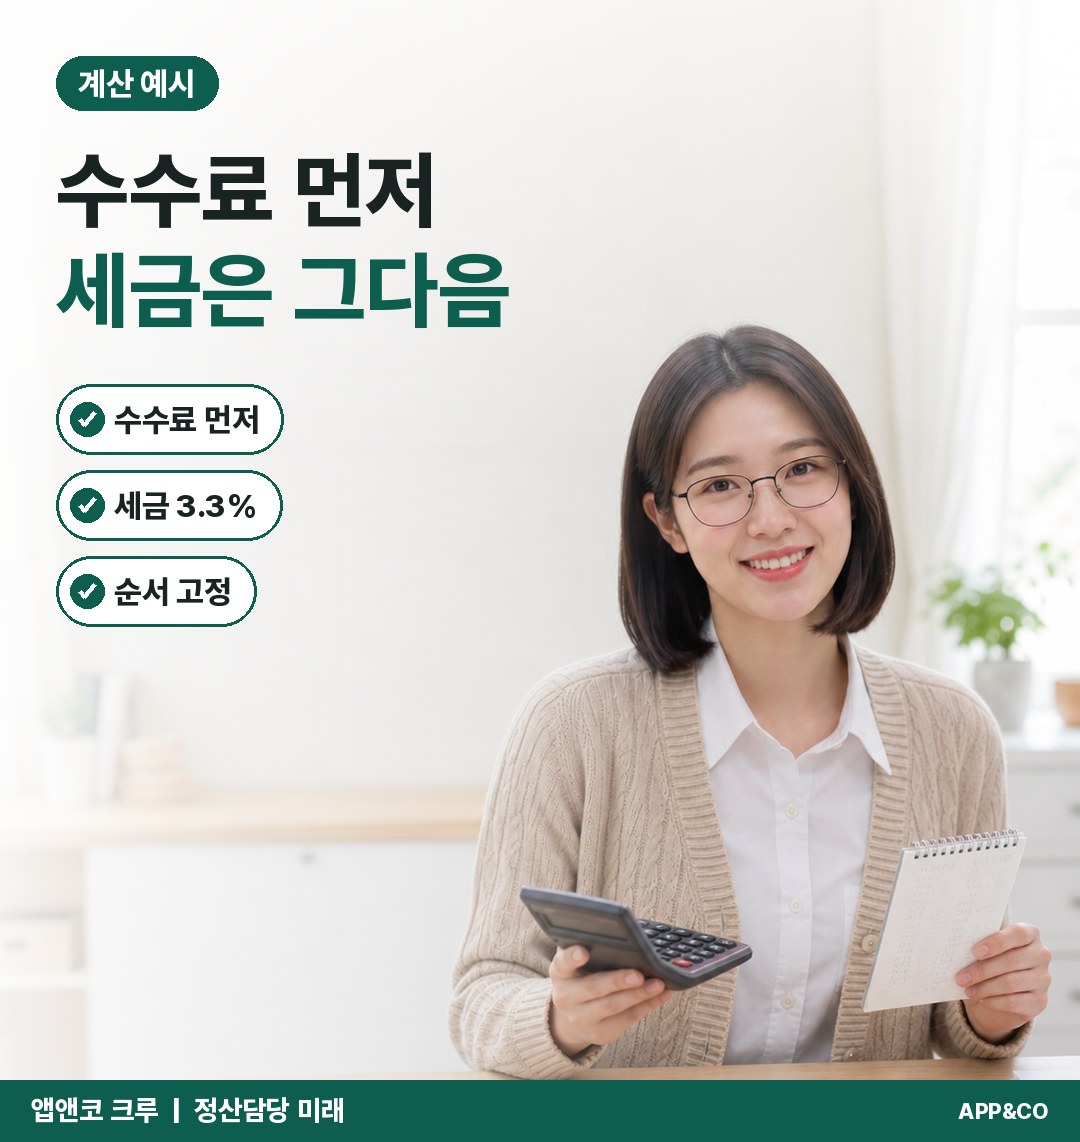 계산 예시
수수료 먼저
세금은 그다음
수수료 먼저
세금 3.3%
순서 고정
앱앤코 크루 | 정산담당 미래
APP&CO